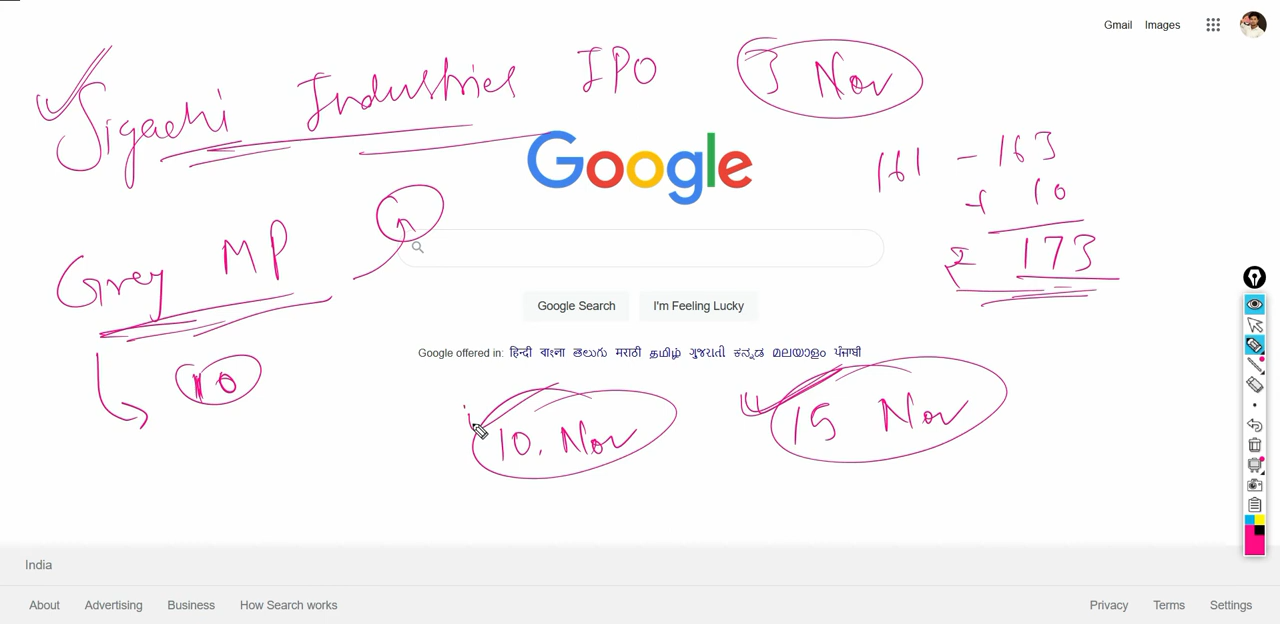 Gmail Images
Sigachi Industries IPO 3 Nov
Google
161 - 163
+ 10
₹ 173
Grey MP
10
Google Search I'm Feeling Lucky
Google offered in: हिन्दी বাংলা తెలుగు मराठी தமிழ் ગુજરાતી ಕನ್ನಡ മലയാളം ਪੰਜਾਬੀ
10. Nov 15 Nov
India
About Advertising Business How Search works Privacy Terms Settings